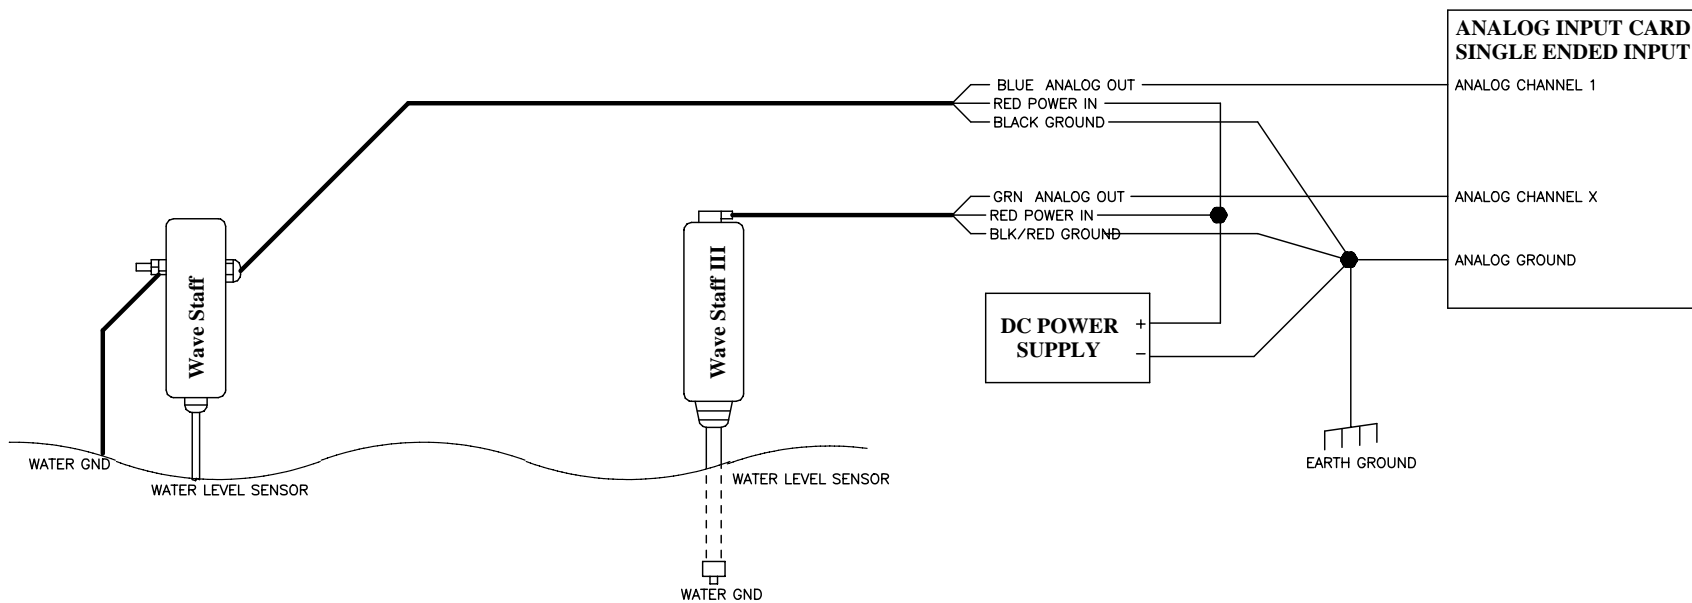 ANALOG INPUT CARD
SINGLE ENDED INPUT
BLUE ANALOG OUT
ANALOG CHANNEL 1
RED POWER IN
BLACK GROUND
GRN ANALOG OUT
ANALOG CHANNEL X
RED POWER IN
BLK/RED GROUND
ANALOG GROUND
Wave Staff
Wave Staff III
DC POWER +
SUPPLY −
WATER GND
WATER LEVEL SENSOR
WATER LEVEL SENSOR
EARTH GROUND
WATER GND